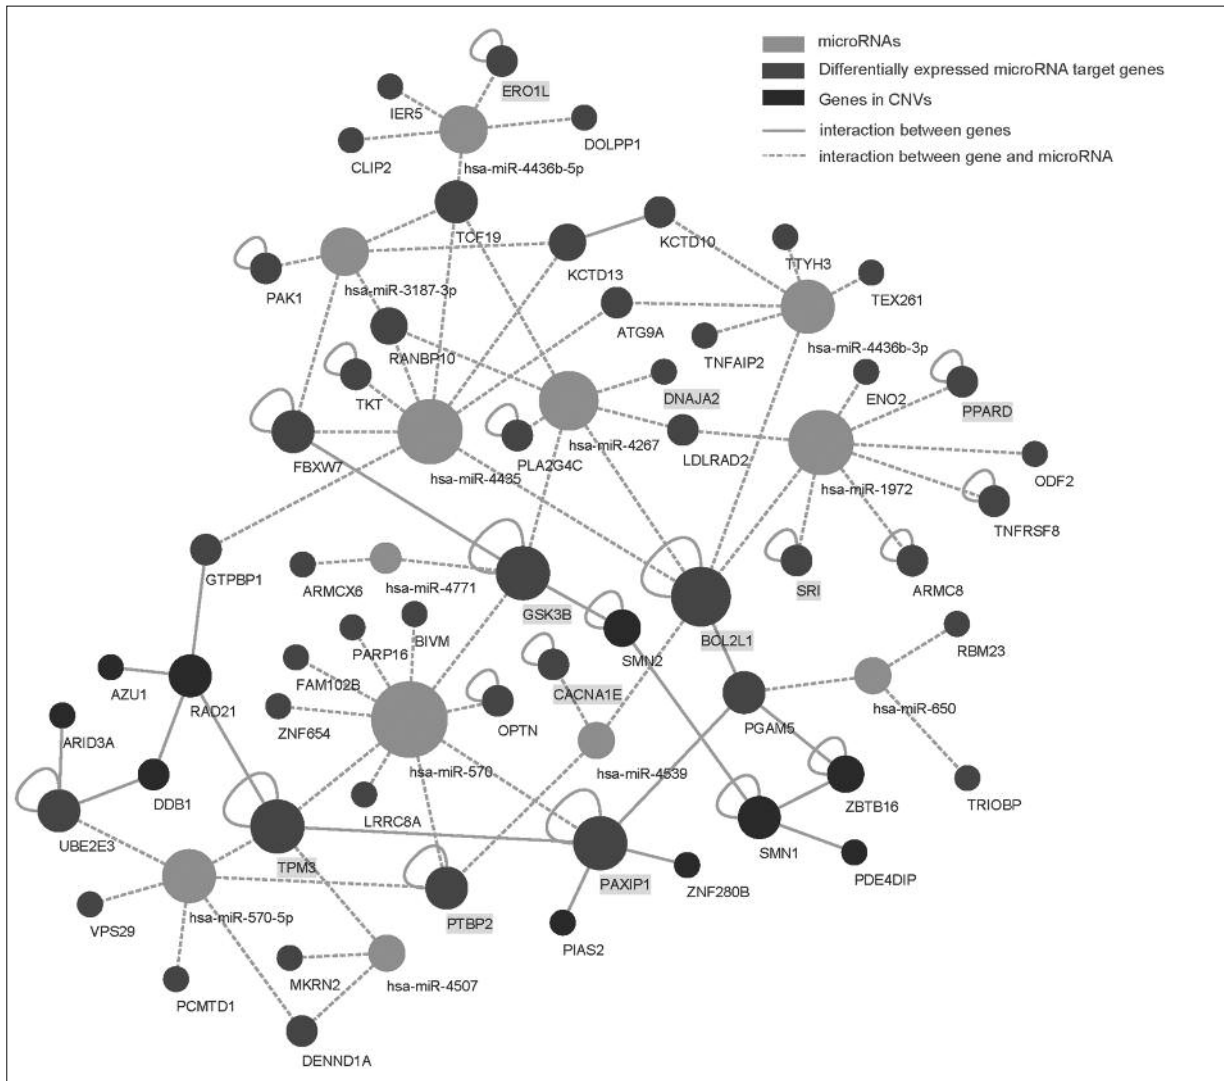 microRNAs
Differentially expressed microRNA target genes
Genes in CNVs
interaction between genes
interaction between gene and microRNA
ERO1L
IER5
DOLPP1
CLIP2
hsa-miR-4436b-5p
TCF19
KCTD10
TTYH3
KCTD13
TEX261
PAK1
hsa-miR-3187-3p
ATG9A
hsa-miR-4436b-3p
RANBP10
TNFAIP2
ENO2
TKT
DNAJA2
PPARD
hsa-miR-4267
FBXW7
PLA2G4C
LDLRAD2
hsa-miR-4435
hsa-miR-1972
ODF2
TNFRSF8
GTPBP1
ARMCX6
hsa-miR-4771
SRI
ARMC8
GSK3B
BCL2L1
BIVM
PARP16
SMN2
RBM23
FAM102B
AZU1
CACNA1E
RAD21
hsa-miR-650
ZNF654
OPTN
PGAM5
ARID3A
hsa-miR-570
hsa-miR-4539
DDB1
ZBTB16
TRIOBP
LRRC8A
UBE2E3
SMN1
TPM3
PDE4DIP
PAXIP1
ZNF280B
hsa-miR-570-5p
PTBP2
VPS29
PIAS2
MKRN2
hsa-miR-4507
PCMTD1
DENND1A